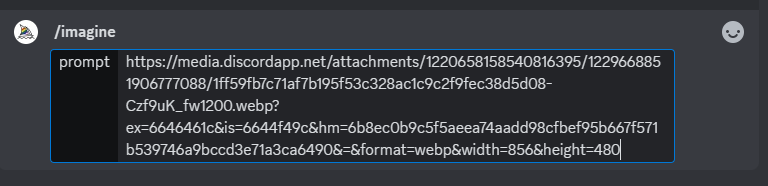 /imagine
prompt https://media.discordapp.net/attachments/1220658158540816395/122966885
1906777088/1ff59fb7c71af7b195f53c328ac1c9c2f9fec38d5d08-
Czf9uK_fw1200.webp?
ex=6646461c&is=6644f49c&hm=6b8ec0b9c5f5aeea74aadd98cfbef95b667f571
b539746a9bccd3e71a3ca6490&=&format=webp&width=856&height=480